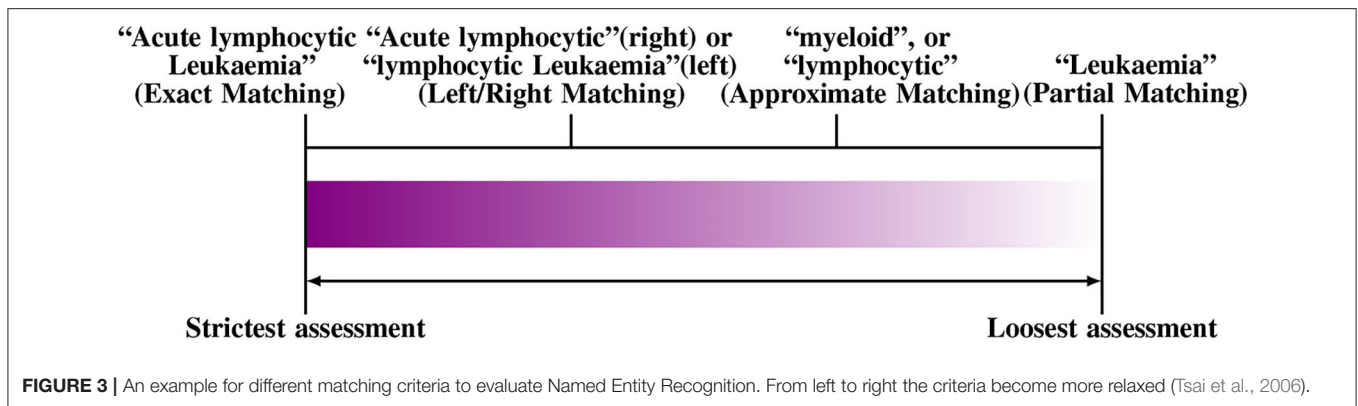 “Acute lymphocytic
Leukaemia”
(Exact Matching)
“Acute lymphocytic”(right) or
“lymphocytic Leukaemia”(left)
(Left/Right Matching)
“myeloid”, or
“lymphocytic”
(Approximate Matching)
“Leukaemia”
(Partial Matching)
Strictest assessment
Loosest assessment
FIGURE 3 | An example for different matching criteria to evaluate Named Entity Recognition. From left to right the criteria become more relaxed (Tsai et al., 2006).